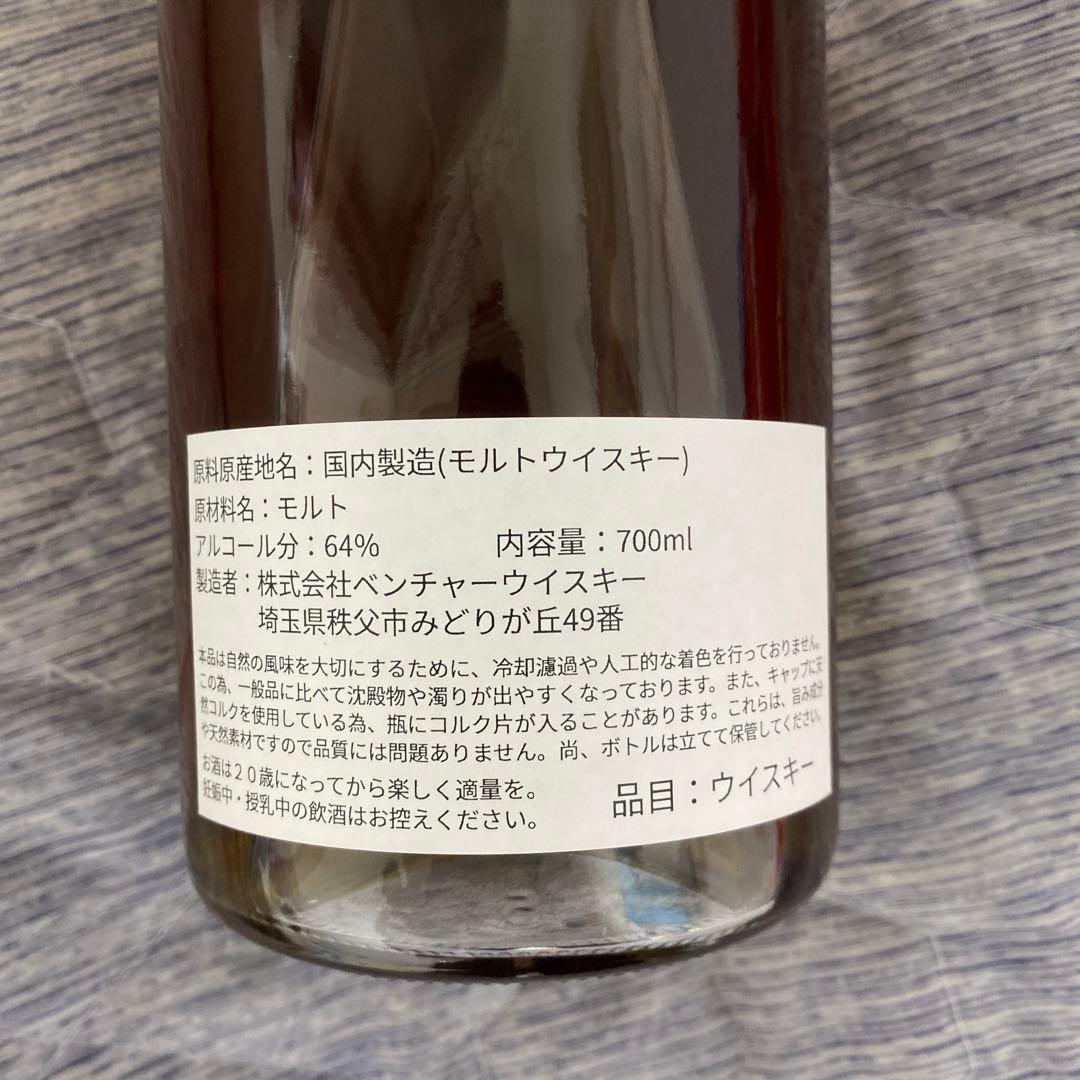 原料原産地名：国内製造(モルトウイスキー)
原材料名：モルト
アルコール分：64% 内容量：700ml
製造者：株式会社ベンチャーウイスキー
埼玉県秩父市みどりが丘49番
本品は自然の風味を大切にするために、冷却濾過や人工的な着色を行っておりません。
この為、一般品に比べて沈殿物や濁りが出やすくなっております。また、キャップに天
然コルクを使用している為、瓶にコルク片が入ることがあります。これらは、旨み成分
や天然素材ですので品質には問題ありません。尚、ボトルは立てて保管してください。
お酒は20歳になってから楽しく適量を。
妊娠中・授乳中の飲酒はお控えください。
品目：ウイスキー